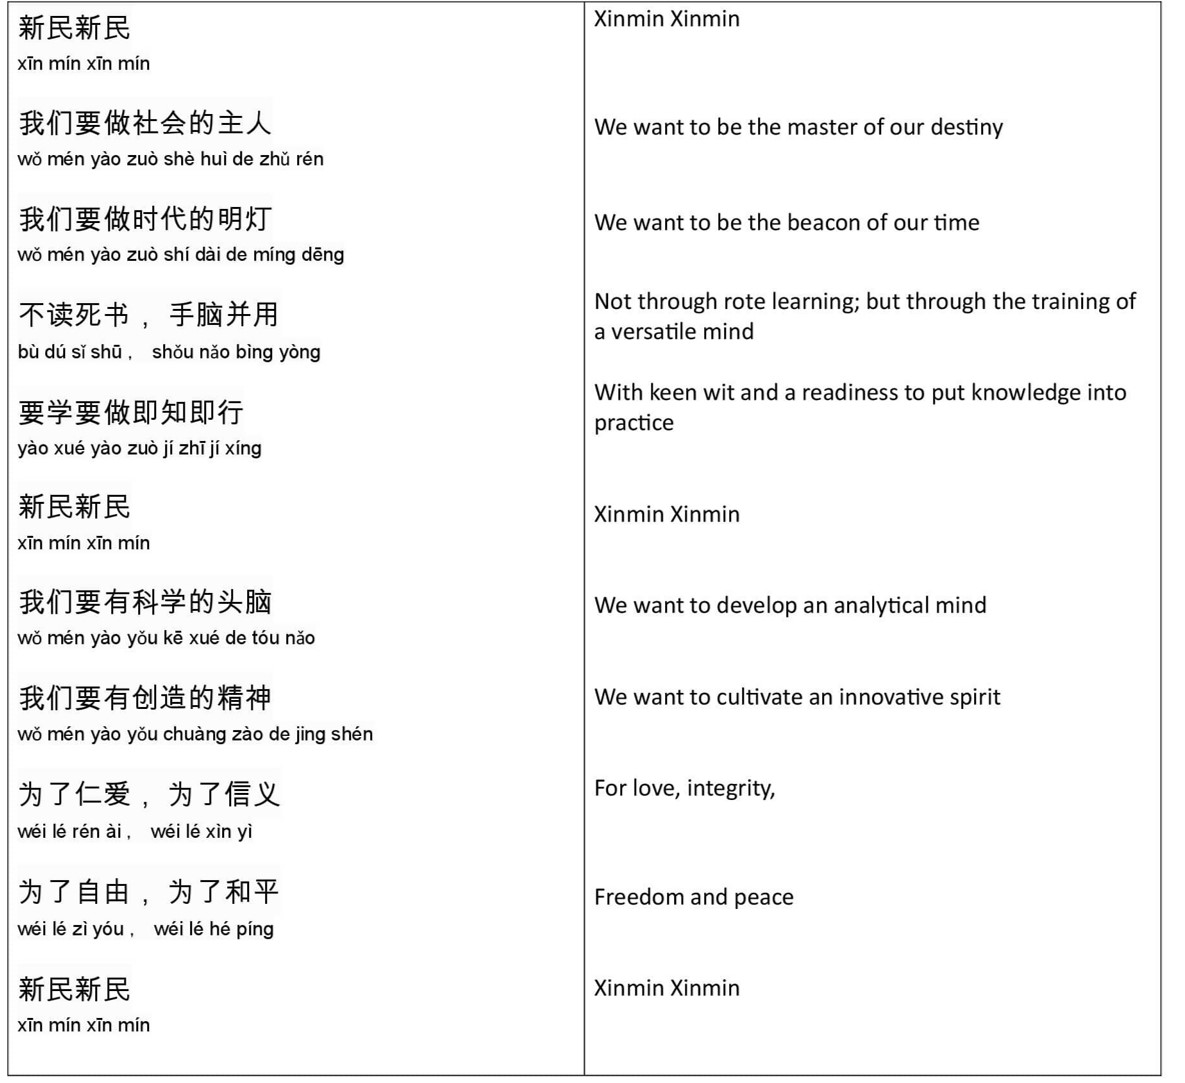 新民新民
xīn mín xīn mín
我们要做社会的主人
wǒ mén yào zuò shè huì de zhǔ rén
我们要做时代的明灯
wǒ mén yào zuò shí dài de míng dēng
不读死书， 手脑并用
bù dú sǐ shū， shǒu nǎo bìng yòng
要学要做即知即行
yào xué yào zuò jí zhī jí xíng
新民新民
xīn mín xīn mín
我们要有科学的头脑
wǒ mén yào yǒu kē xué de tóu nǎo
我们要有创造的精神
wǒ mén yào yǒu chuàng zào de jing shén
为了仁爱， 为了信义
wéi lé rén ài， wéi lé xìn yì
为了自由， 为了和平
wéi lé zì yóu， wéi lé hé píng
新民新民
xīn mín xīn mín
Xinmin Xinmin
We want to be the master of our destiny
We want to be the beacon of our time
Not through rote learning; but through the training of
a versatile mind
With keen wit and a readiness to put knowledge into
practice
Xinmin Xinmin
We want to develop an analytical mind
We want to cultivate an innovative spirit
For love, integrity,
Freedom and peace
Xinmin Xinmin